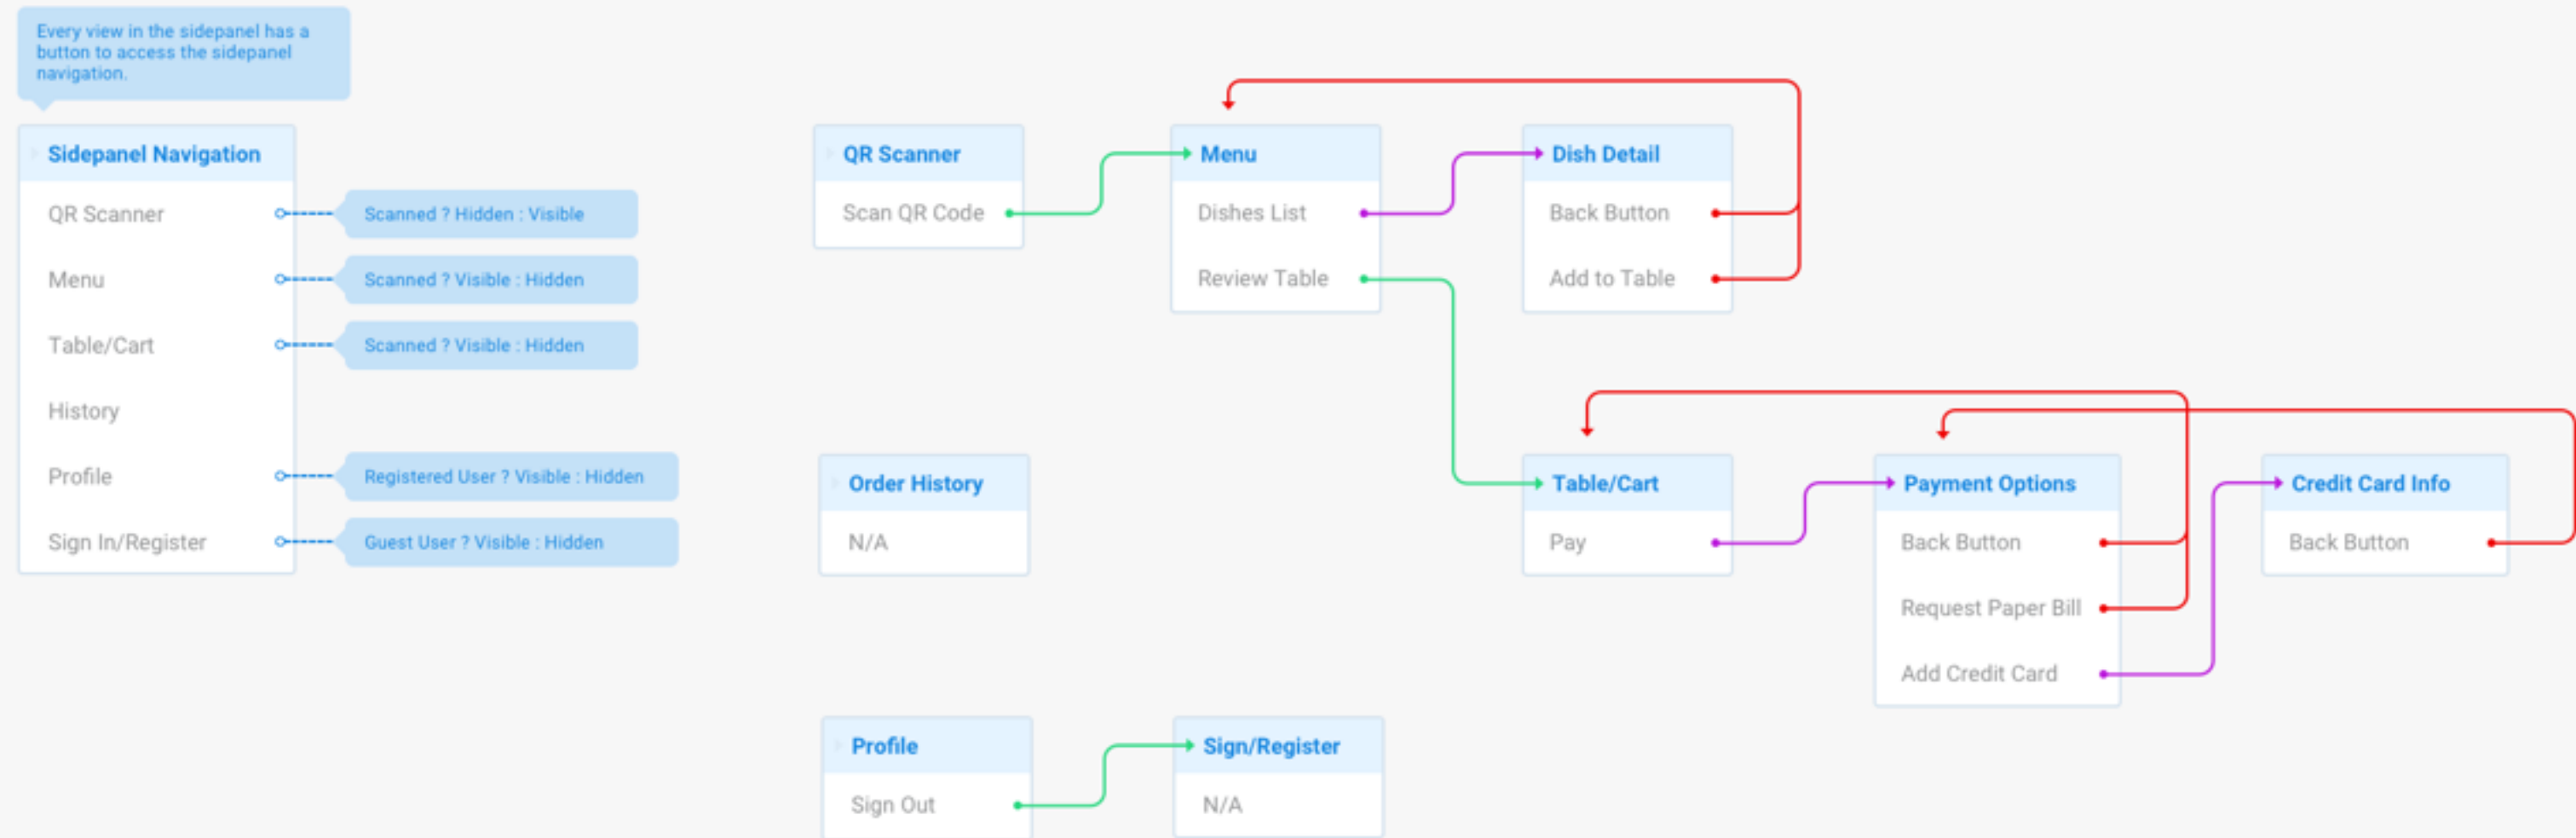 Every view in the sidepanel has a
button to access the sidepanel
navigation.
Sidepanel Navigation
QR Scanner
Scanned ? Hidden : Visible
Menu
Scanned ? Visible : Hidden
Table/Cart
Scanned ? Visible : Hidden
History
Profile
Registered User ? Visible : Hidden
Sign In/Register
Guest User ? Visible : Hidden
QR Scanner
Scan QR Code
Menu
Dishes List
Review Table
Dish Detail
Back Button
Add to Table
Order History
N/A
Table/Cart
Pay
Payment Options
Back Button
Request Paper Bill
Add Credit Card
Credit Card Info
Back Button
Profile
Sign Out
Sign/Register
N/A